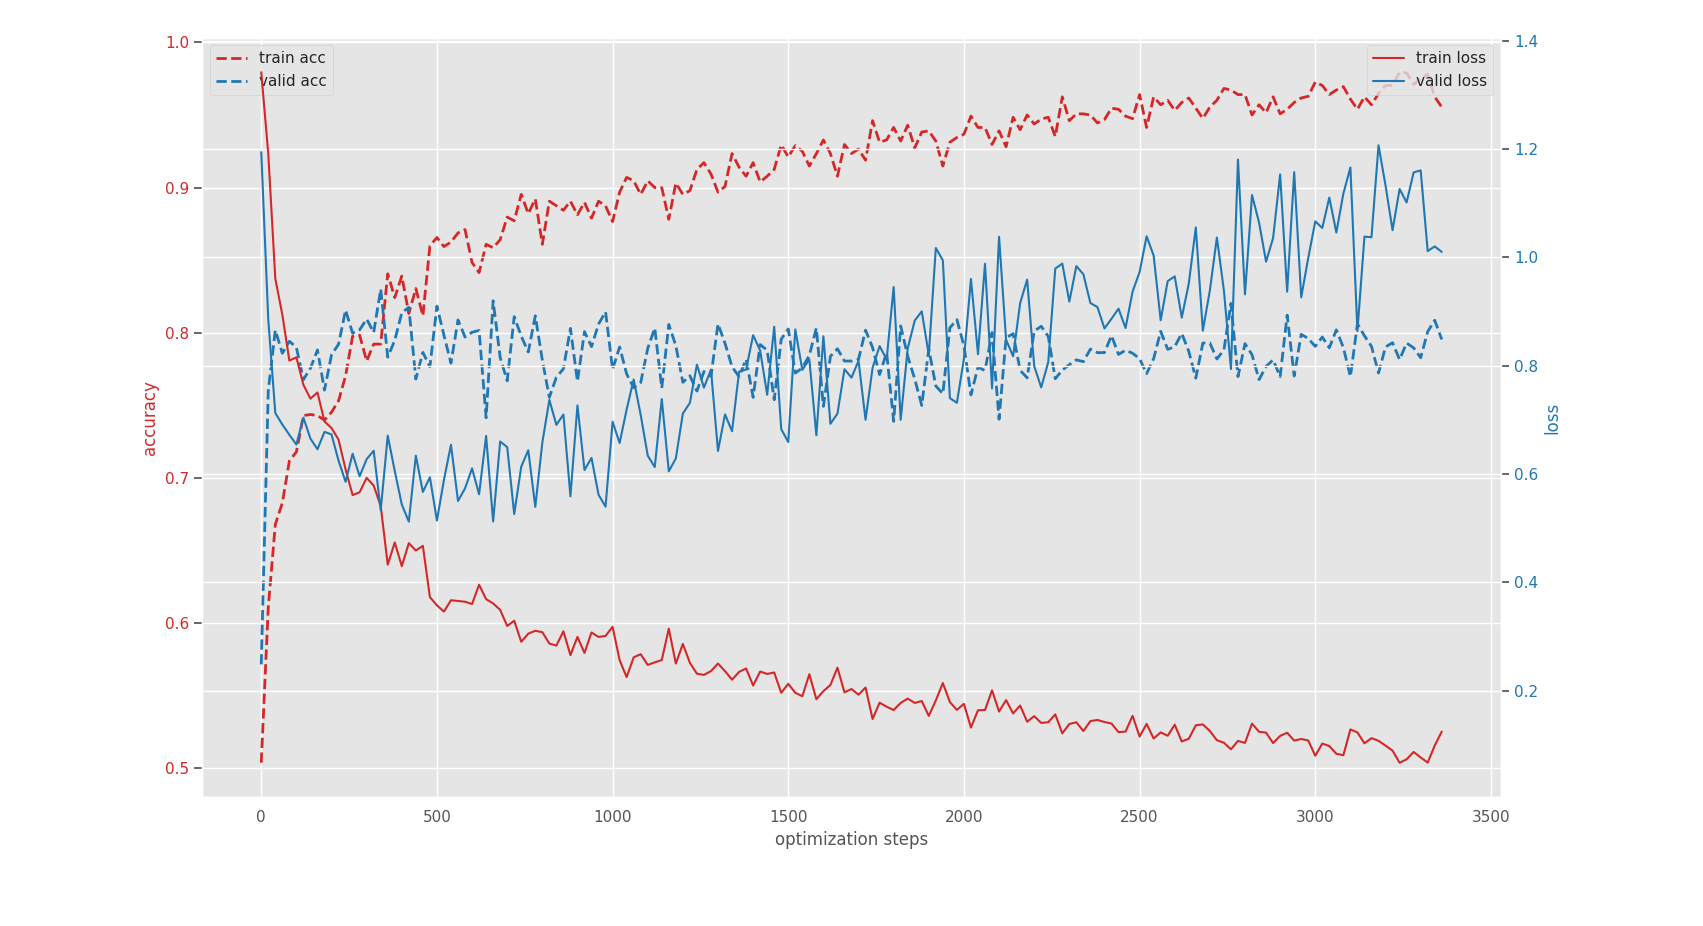 train acc
valid acc
train loss
valid loss
1.0
0.9
0.8
0.7
0.6
0.5
accuracy
1.4
1.2
1.0
0.8
0.6
0.4
0.2
loss
0 500 1000 1500 2000 2500 3000 3500
optimization steps